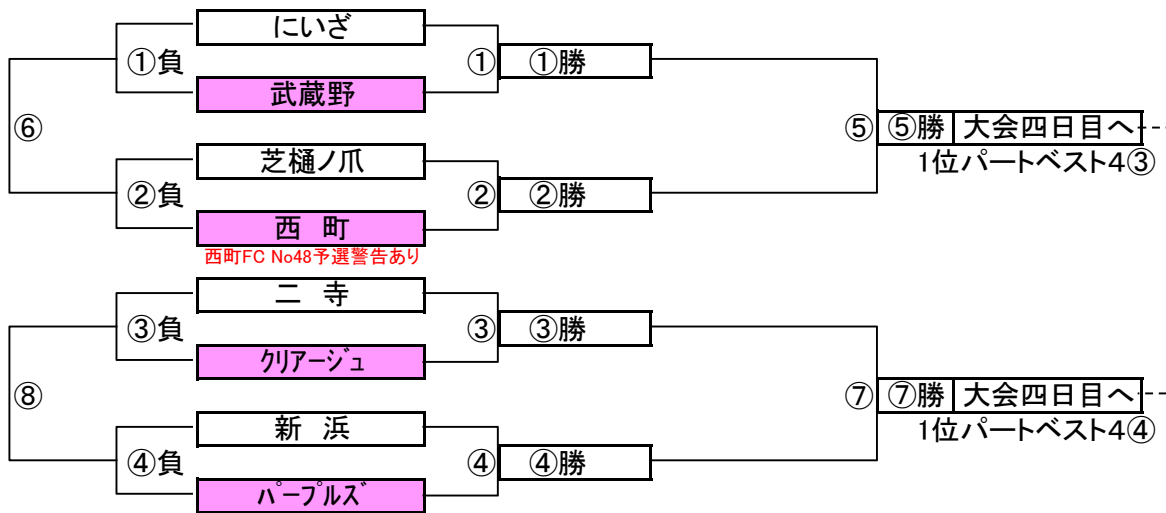 にいざ
①負 ① ①勝
武蔵野
⑥ ⑤ ⑤勝 大会四日目へ
1位パートベスト4③
芝樋ノ爪
②負 ② ②勝
西 町
西町FC No48予選警告あり
二 寺
③負 ③ ③勝
ｸﾘｱｰｼﾞｭ
⑧ ⑦ ⑦勝 大会四日目へ
1位パートベスト4④
新 浜
④負 ④ ④勝
ﾊﾟｰﾌﾟﾙｽﾞ